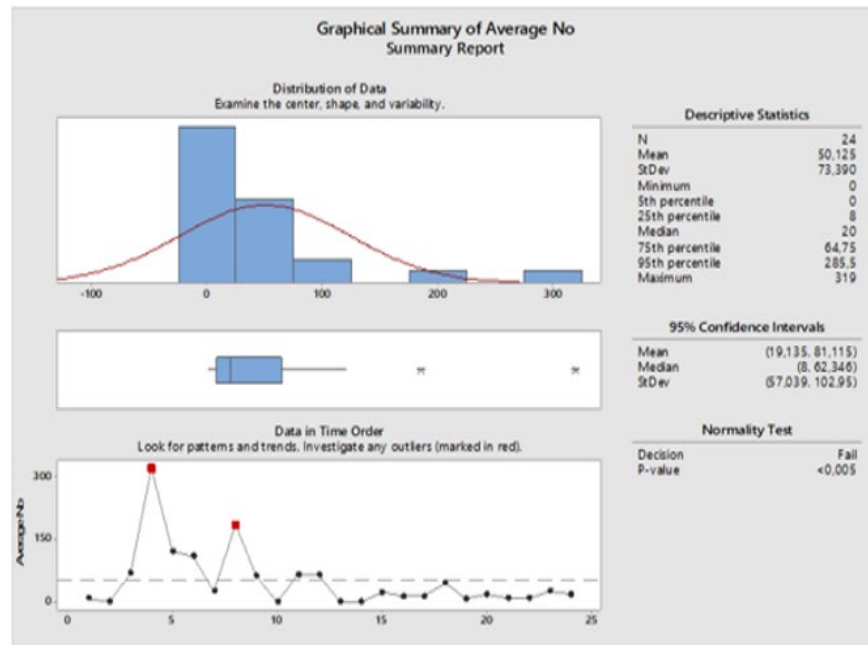 Graphical Summary of Average No
Summary Report
Distribution of Data
Examine the center, shape, and variability.
-100 0 100 200 300
Descriptive Statistics
N 24
Mean 50,125
StDev 73,390
Minimum 0
5th percentile 0
25th percentile 8
Median 20
75th percentile 64,75
95th percentile 285,5
Maximum 319
95% Confidence Intervals
Mean (19,135. 81,115)
Median (8. 62,346)
StDev (57,039. 102,95)
Data in Time Order
Look for patterns and trends. Investigate any outliers (marked in red).
Average No
300
150
0
0 5 10 15 20 25
Normality Test
Decision Fail
P-value <0,005